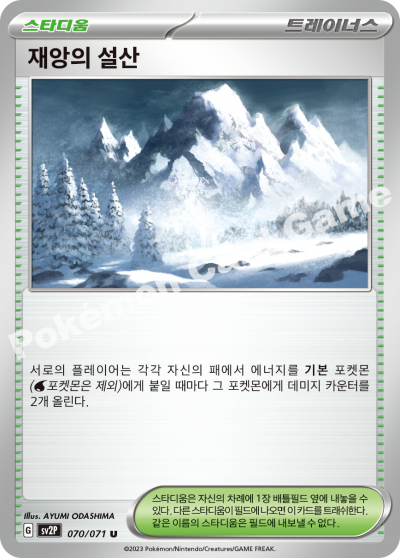 스타디움 트레이너스
재앙의 설산
Pokémon Card Game
서로의 플레이어는 각각 자신의 패에서 에너지를 기본 포켓몬
(포켓몬은 제외)에게 붙일 때마다 그 포켓몬에게 데미지 카운터를
2개 올린다.
Illus. AYUMI ODASHIMA
G SV2P 070/071 U
스타디움은 자신의 차례에 1장 배틀필드 옆에 내놓을 수
있다. 다른 스타디움이 필드에 나오면 이 카드를 트래쉬한다.
같은 이름의 스타디움은 필드에 내보낼 수 없다.
©2023 Pokémon/Nintendo/Creatures/GAME FREAK.